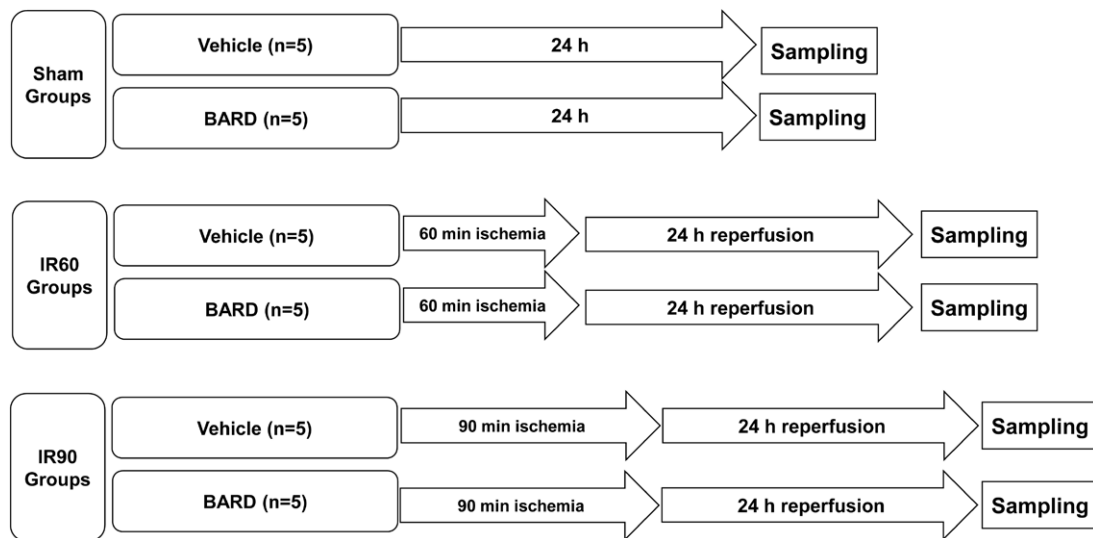 Sham
Groups
Vehicle (n=5)
24 h
Sampling
BARD (n=5)
24 h
Sampling
IR60
Groups
Vehicle (n=5)
60 min ischemia
24 h reperfusion
Sampling
BARD (n=5)
60 min ischemia
24 h reperfusion
Sampling
IR90
Groups
Vehicle (n=5)
90 min ischemia
24 h reperfusion
Sampling
BARD (n=5)
90 min ischemia
24 h reperfusion
Sampling